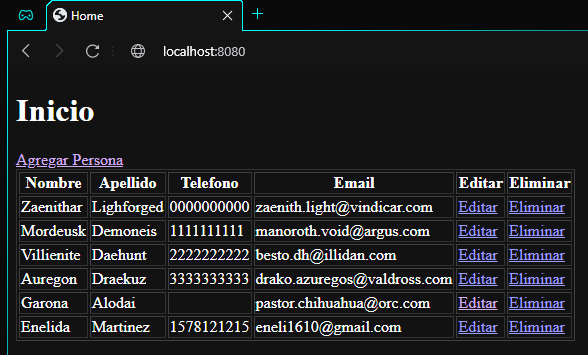 Home
localhost:8080
Inicio
Agregar Persona
Nombre Apellido Telefono Email Editar Eliminar
Zaenithar Lighforged 0000000000 zaenith.light@vindicar.com Editar Eliminar
Mordeusk Demoneis 1111111111 manoroth.void@argus.com Editar Eliminar
Villienite Daehunt 2222222222 besto.dh@illidan.com Editar Eliminar
Auregon Draekuz 3333333333 drako.azuregos@valdross.com Editar Eliminar
Garona Alodai pastor.chihuahua@orc.com Editar Eliminar
Enelida Martinez 1578121215 eneli1610@gmail.com Editar Eliminar